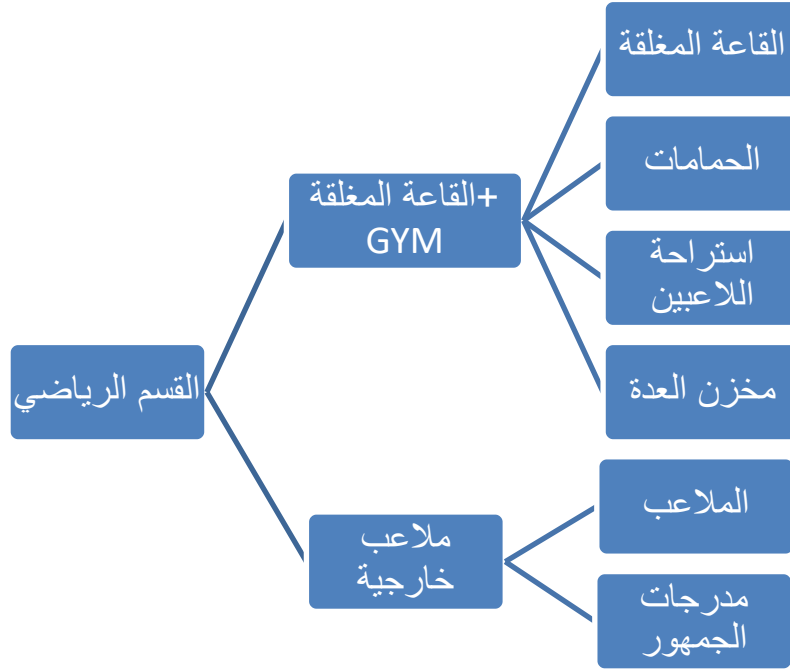 القاعة المغلقة
الحمامات
القاعة المغلقة+
GYM
استراحة
اللاعبين
القسم الرياضي
مخزن العدة
الملاعب
ملاعب
خارجية
مدرجات
الجمهور